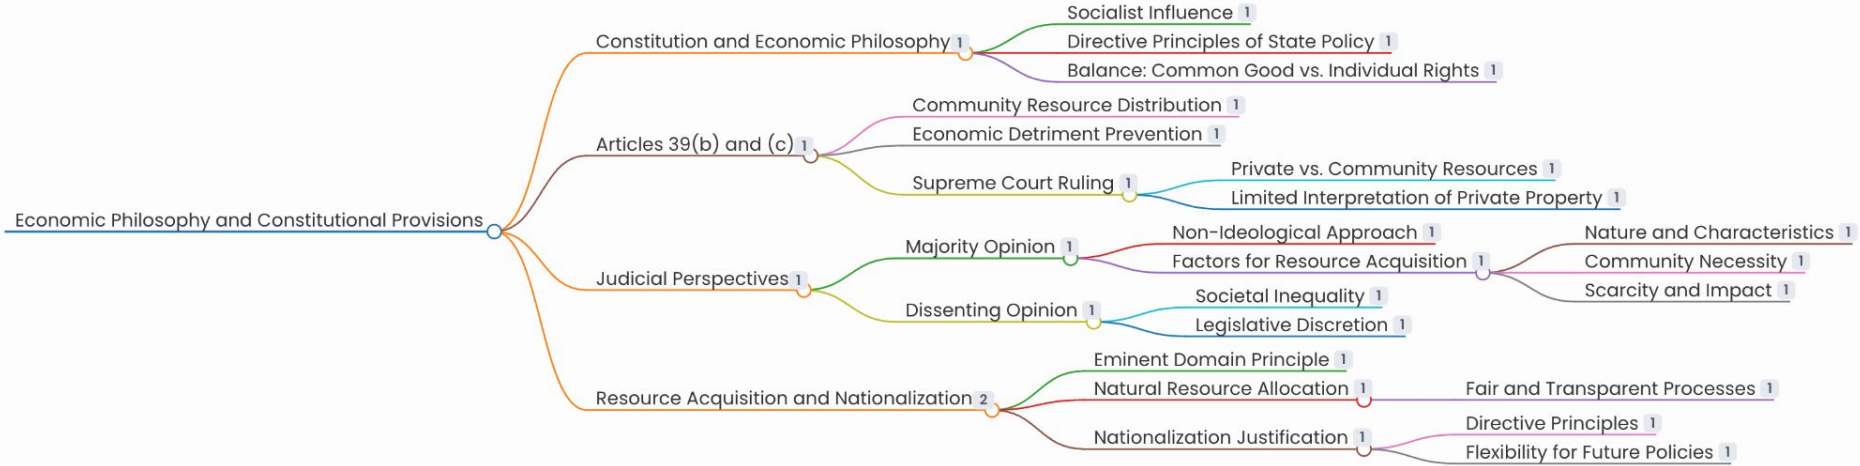 Economic Philosophy and Constitutional Provisions
Constitution and Economic Philosophy 1
Socialist Influence 1
Directive Principles of State Policy 1
Balance: Common Good vs. Individual Rights 1
Articles 39(b) and (c) 1
Community Resource Distribution 1
Economic Detriment Prevention 1
Supreme Court Ruling 1
Private vs. Community Resources 1
Limited Interpretation of Private Property 1
Judicial Perspectives 1
Majority Opinion 1
Non-Ideological Approach 1
Factors for Resource Acquisition 1
Nature and Characteristics 1
Community Necessity 1
Scarcity and Impact 1
Dissenting Opinion 1
Societal Inequality 1
Legislative Discretion 1
Resource Acquisition and Nationalization 2
Eminent Domain Principle 1
Natural Resource Allocation 1
Fair and Transparent Processes 1
Nationalization Justification 1
Directive Principles 1
Flexibility for Future Policies 1